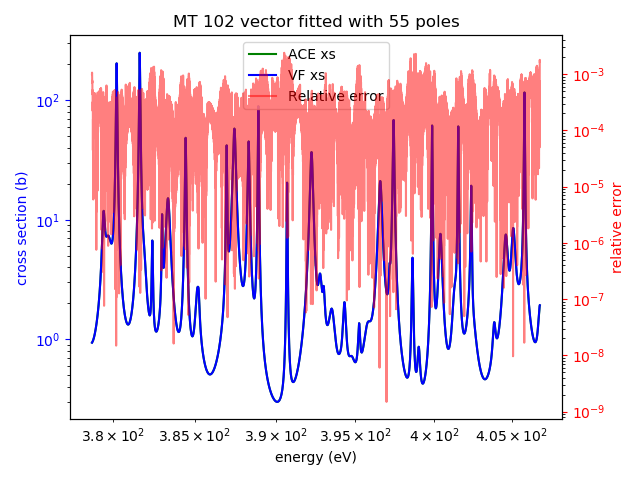 MT 102 vector fitted with 55 poles
ACE xs
VF xs
Relative error
cross section (b)
10²
10¹
10⁰
relative error
10⁻³
10⁻⁴
10⁻⁵
10⁻⁶
10⁻⁷
10⁻⁸
10⁻⁹
3.8 × 10² 3.85 × 10² 3.9 × 10² 3.95 × 10² 4 × 10² 4.05 × 10²
energy (eV)